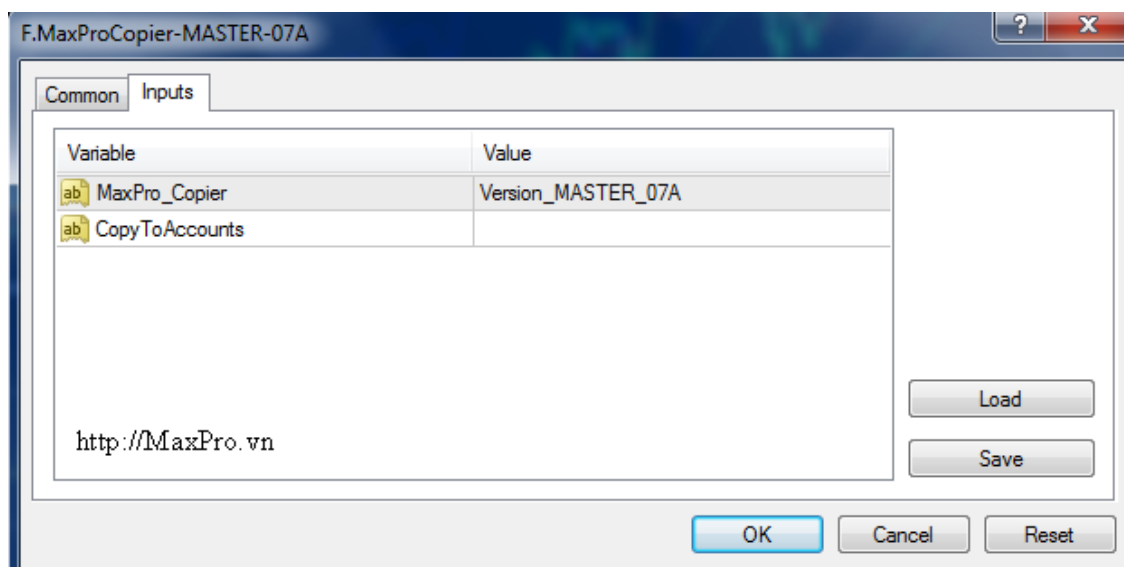 F.MaxProCopier-MASTER-07A
? X
Common Inputs
Variable Value
ab MaxPro_Copier Version_MASTER_07A
ab CopyToAccounts
Load
http://MaxPro.vn
Save
OK Cancel Reset